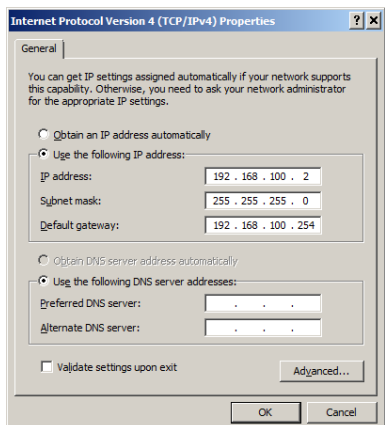 Internet Protocol Version 4 (TCP/IPv4) Properties
General
You can get IP settings assigned automatically if your network supports
this capability. Otherwise, you need to ask your network administrator
for the appropriate IP settings.
Obtain an IP address automatically
Use the following IP address:
IP address: 192 . 168 . 100 . 2
Subnet mask: 255 . 255 . 255 . 0
Default gateway: 192 . 168 . 100 . 254
Obtain DNS server address automatically
Use the following DNS server addresses:
Preferred DNS server: . . .
Alternate DNS server: . . .
Validate settings upon exit
Advanced...
OK Cancel